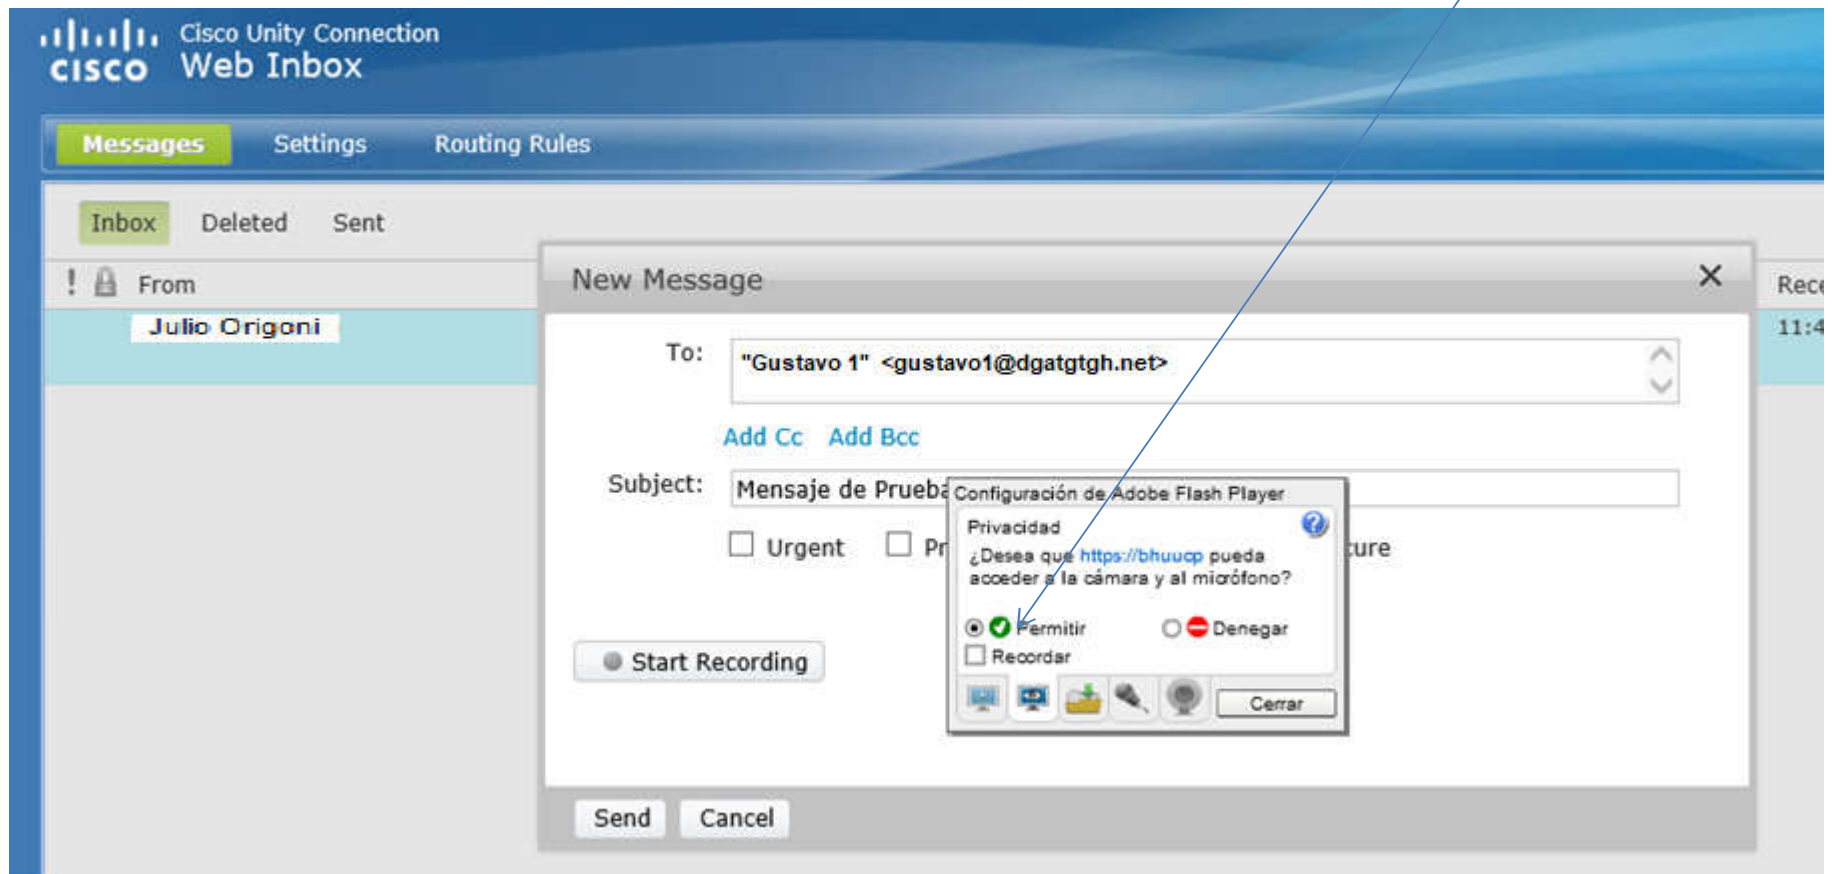 Cisco Unity Connection
CISCO Web Inbox
Messages Settings Routing Rules
Inbox Deleted Sent
! From
Julio Origoni
New Message
To: "Gustavo 1" <gustavo1@dgatgtgh.net>
Add Cc Add Bcc
Subject: Mensaje de Prueba
Urgent
Configuración de Adobe Flash Player
Privacidad
¿Desea que https://bhuucp pueda
acceder a la cámara y al micrófono?
Permitir Denegar
Recordar
Cerrar
Start Recording
Send Cancel